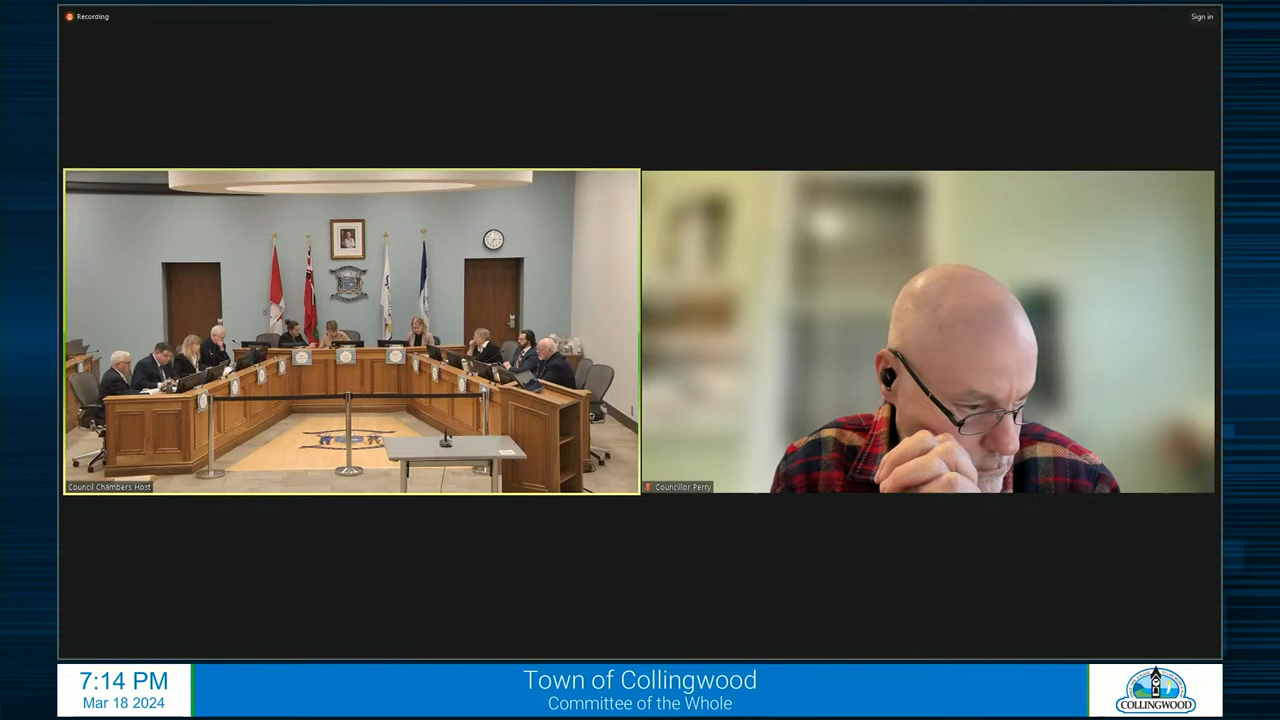 Recording
Sign in
Council Chambers Host
Councillor Perry
7:14 PM
Mar 18 2024
Town of Collingwood
Committee of the Whole
COLLINGWOOD